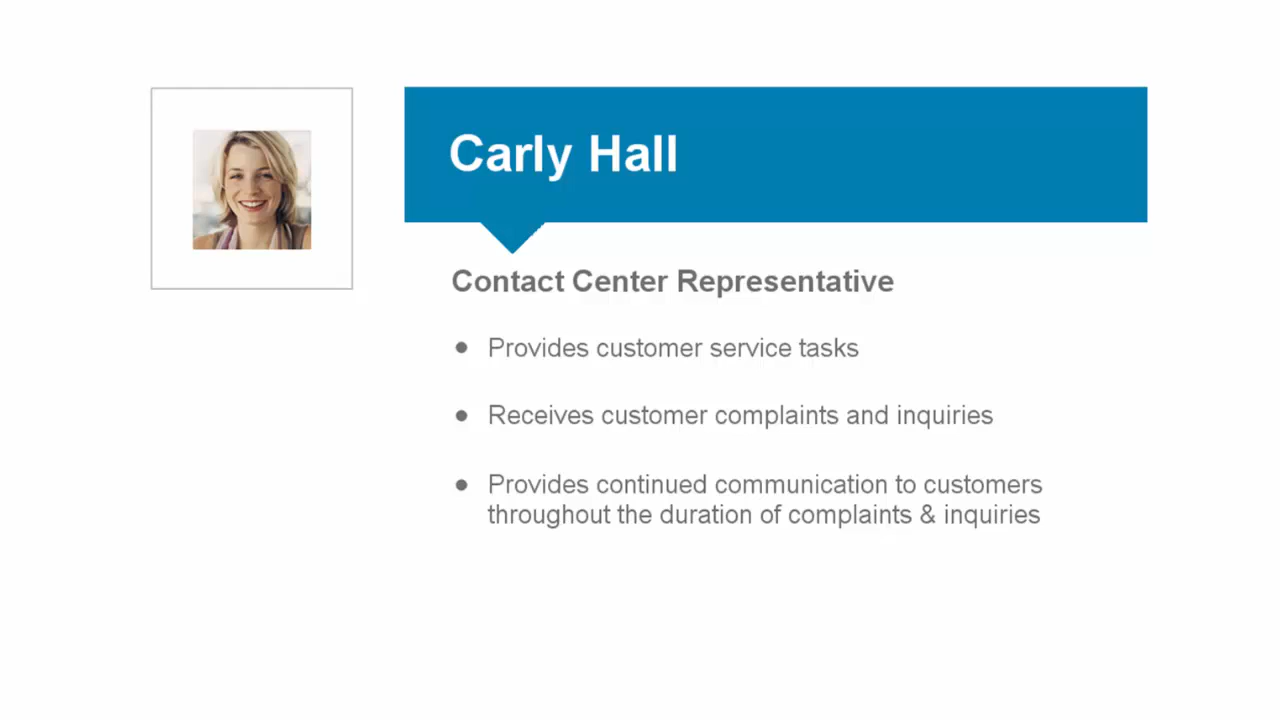 Carly Hall
Contact Center Representative
● Provides customer service tasks
● Receives customer complaints and inquiries
● Provides continued communication to customers
throughout the duration of complaints & inquiries